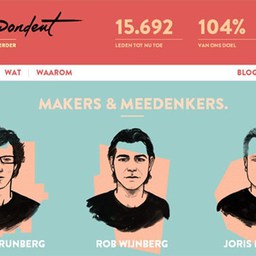 pondent
15.692
104%
ERDER
LEDEN TOT NU TOE
VAN ONS DOEL
WAT
WAAROM
BLOG
MAKERS & MEEDENKERS.
RUNBERG
ROB WIJNBERG
JORIS